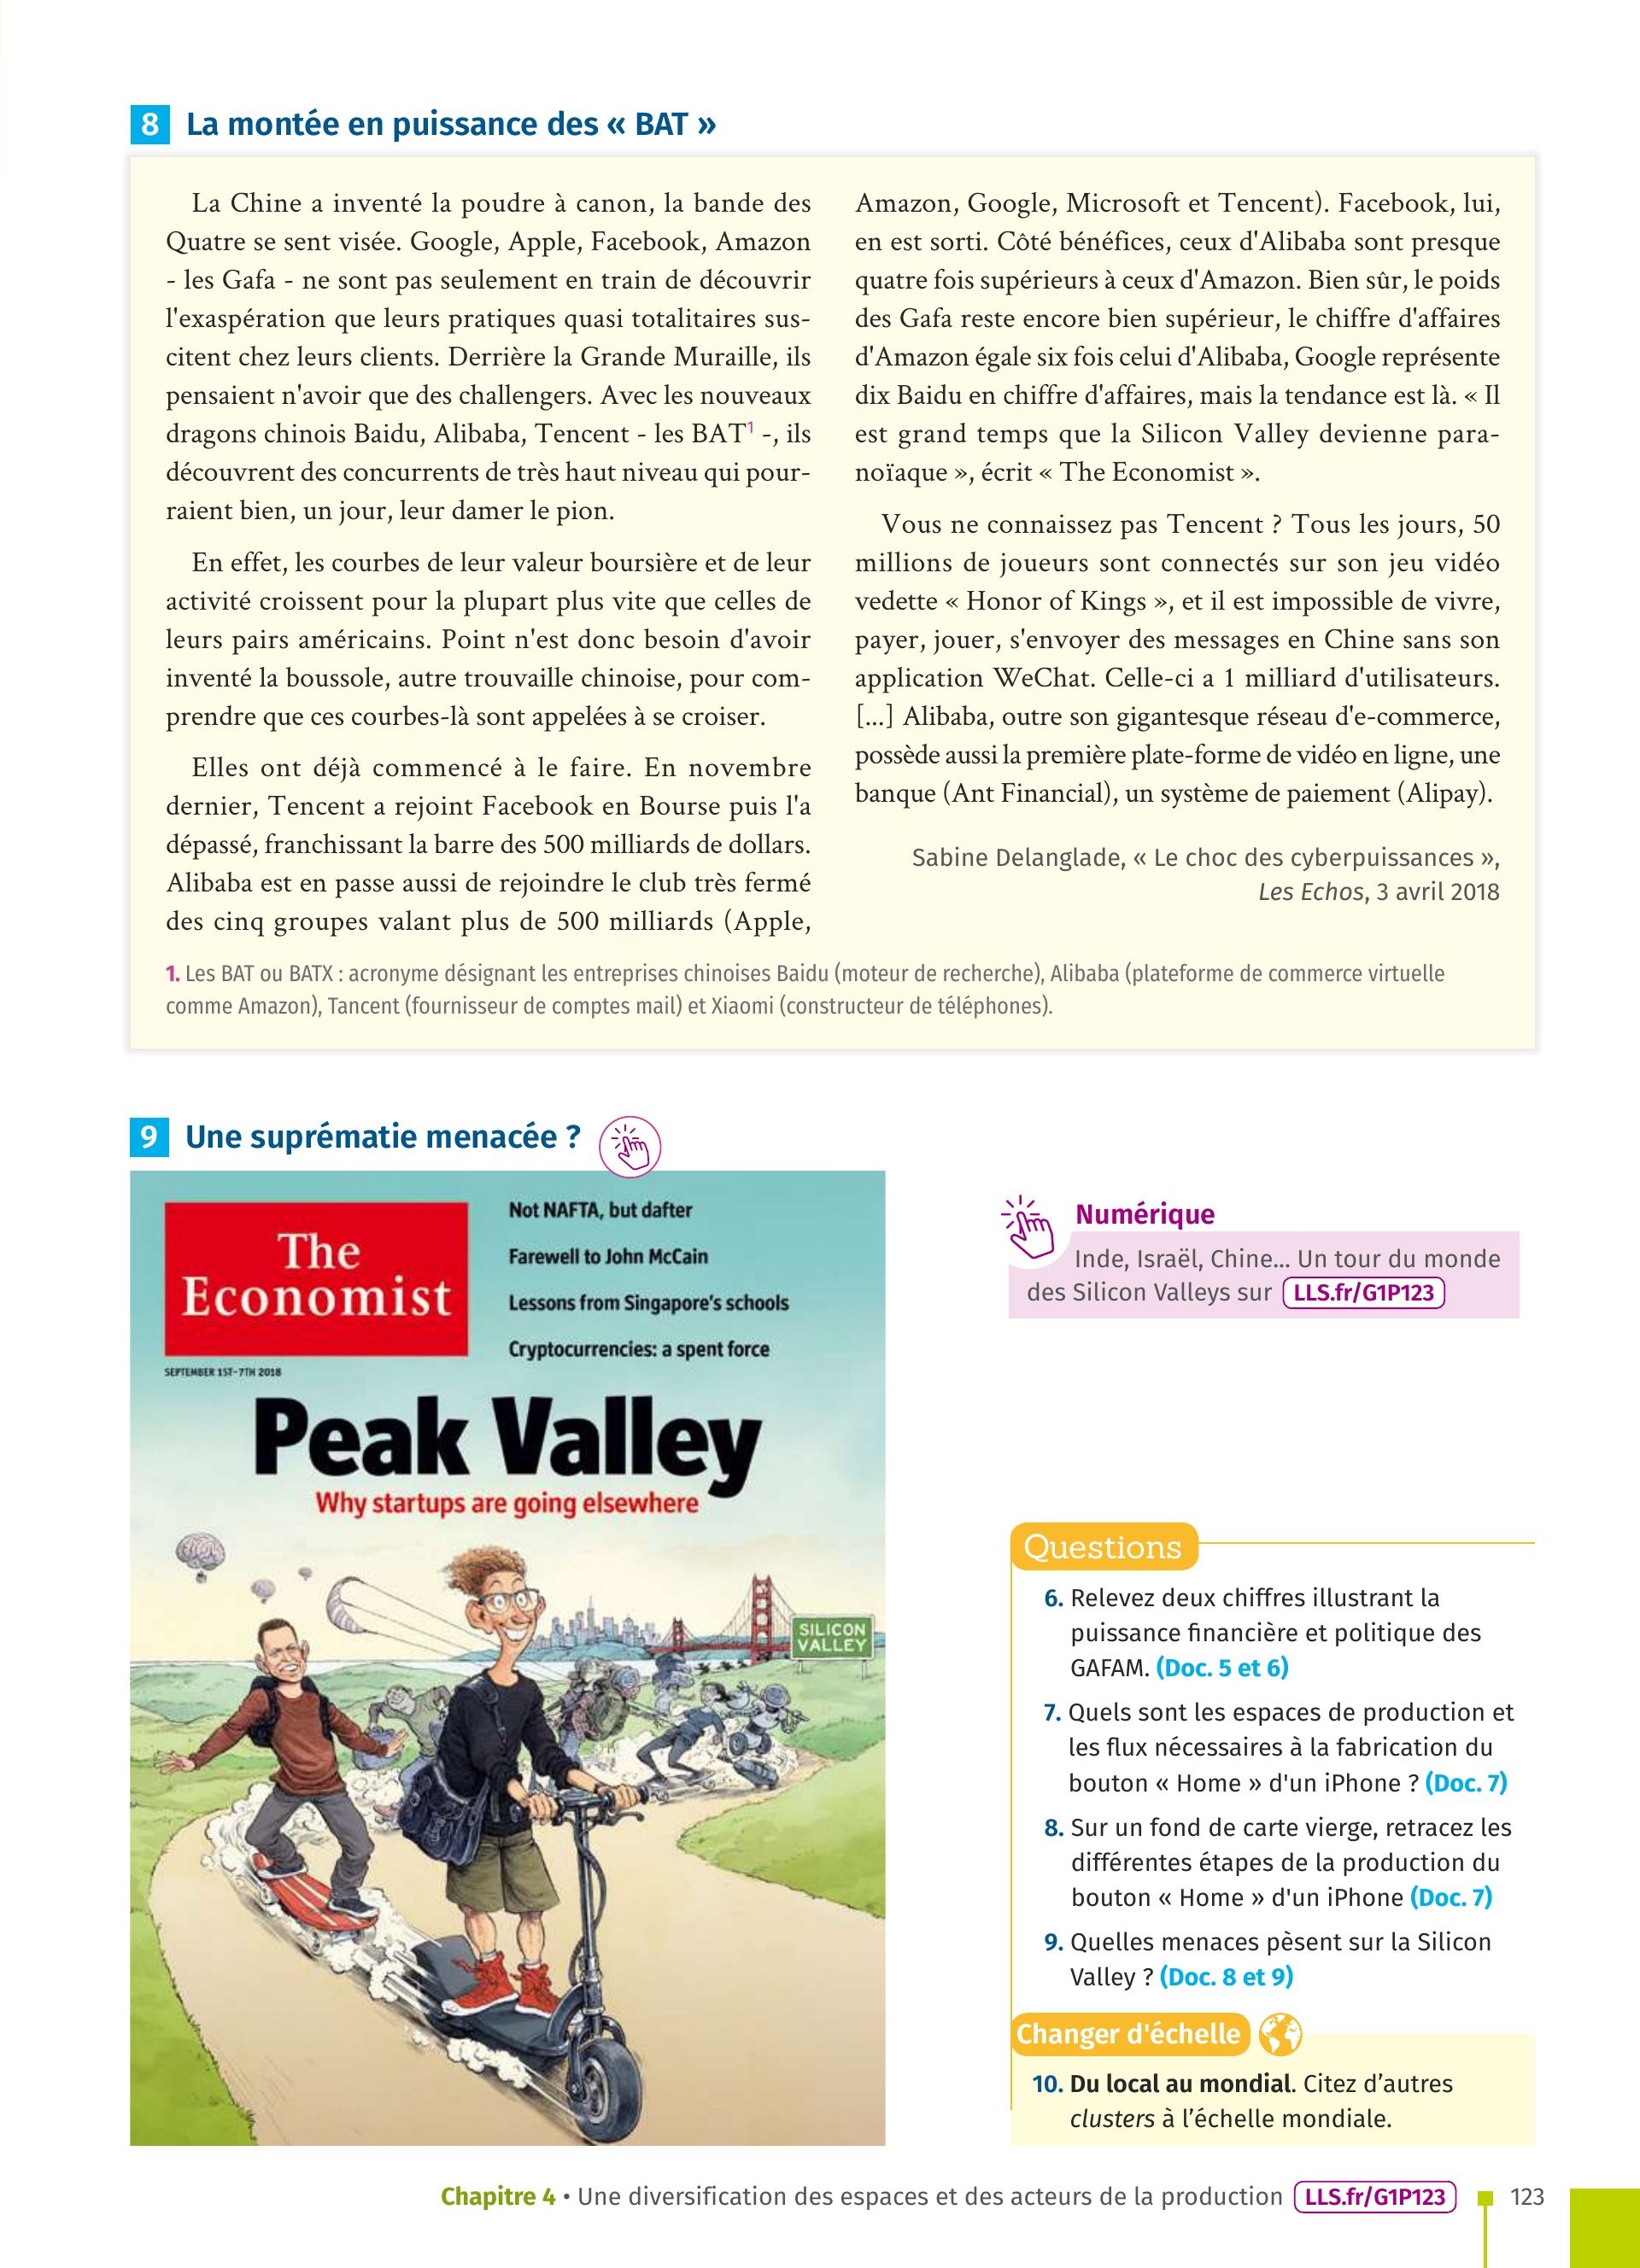 8 La montée en puissance des « BAT »
La Chine a inventé la poudre à canon, la bande des
Quatre se sent visée. Google, Apple, Facebook, Amazon
- les Gafa - ne sont pas seulement en train de découvrir
l'exaspération que leurs pratiques quasi totalitaires sus-
citent chez leurs clients. Derrière la Grande Muraille, ils
pensaient n'avoir que des challengers. Avec les nouveaux
dragons chinois Baidu, Alibaba, Tencent - les BAT1 -, ils
découvrent des concurrents de très haut niveau qui pour-
raient bien, un jour, leur damer le pion.
En effet, les courbes de leur valeur boursière et de leur
activité croissent pour la plupart plus vite que celles de
leurs pairs américains. Point n'est donc besoin d'avoir
inventé la boussole, autre trouvaille chinoise, pour com-
prendre que ces courbes-là sont appelées à se croiser.
Elles ont déjà commencé à le faire. En novembre
dernier, Tencent a rejoint Facebook en Bourse puis l'a
dépassé, franchissant la barre des 500 milliards de dollars.
Alibaba est en passe aussi de rejoindre le club très fermé
des cinq groupes valant plus de 500 milliards (Apple,
Amazon, Google, Microsoft et Tencent). Facebook, lui,
en est sorti. Côté bénéfices, ceux d'Alibaba sont presque
quatre fois supérieurs à ceux d'Amazon. Bien sûr, le poids
des Gafa reste encore bien supérieur, le chiffre d'affaires
d'Amazon égale six fois celui d'Alibaba, Google représente
dix Baidu en chiffre d'affaires, mais la tendance est là. « Il
est grand temps que la Silicon Valley devienne para-
noïaque », écrit « The Economist ».
Vous ne connaissez pas Tencent ? Tous les jours, 50
millions de joueurs sont connectés sur son jeu vidéo
vedette « Honor of Kings », et il est impossible de vivre,
payer, jouer, s'envoyer des messages en Chine sans son
application WeChat. Celle-ci a 1 milliard d'utilisateurs.
[...] Alibaba, outre son gigantesque réseau d'e-commerce,
possède aussi la première plate-forme de vidéo en ligne, une
banque (Ant Financial), un système de paiement (Alipay).
Sabine Delanglade, « Le choc des cyberpuissances »,
Les Echos, 3 avril 2018
1. Les BAT ou BATX : acronyme désignant les entreprises chinoises Baidu (moteur de recherche), Alibaba (plateforme de commerce virtuelle
comme Amazon), Tancent (fournisseur de comptes mail) et Xiaomi (constructeur de téléphones).
9 Une suprématie menacée ?
The
Economist
SEPTEMBER 1ST-7TH 2018
Not NAFTA, but dafter
Farewell to John McCain
Lessons from Singapore's schools
Cryptocurrencies: a spent force
Peak Valley
Why startups are going elsewhere
SILICON
VALLEY
Numérique
Inde, Israël, Chine... Un tour du monde
des Silicon Valleys sur LLS.fr/G1P123
Questions
6. Relevez deux chiffres illustrant la
puissance financière et politique des
GAFAM. (Doc. 5 et 6)
7. Quels sont les espaces de production et
les flux nécessaires à la fabrication du
bouton « Home » d'un iPhone ? (Doc. 7)
8. Sur un fond de carte vierge, retracez les
différentes étapes de la production du
bouton « Home » d'un iPhone (Doc. 7)
9. Quelles menaces pèsent sur la Silicon
Valley ? (Doc. 8 et 9)
Changer d'échelle
10. Du local au mondial. Citez d’autres
clusters à l’échelle mondiale.
Chapitre 4 • Une diversification des espaces et des acteurs de la production LLS.fr/G1P123 123